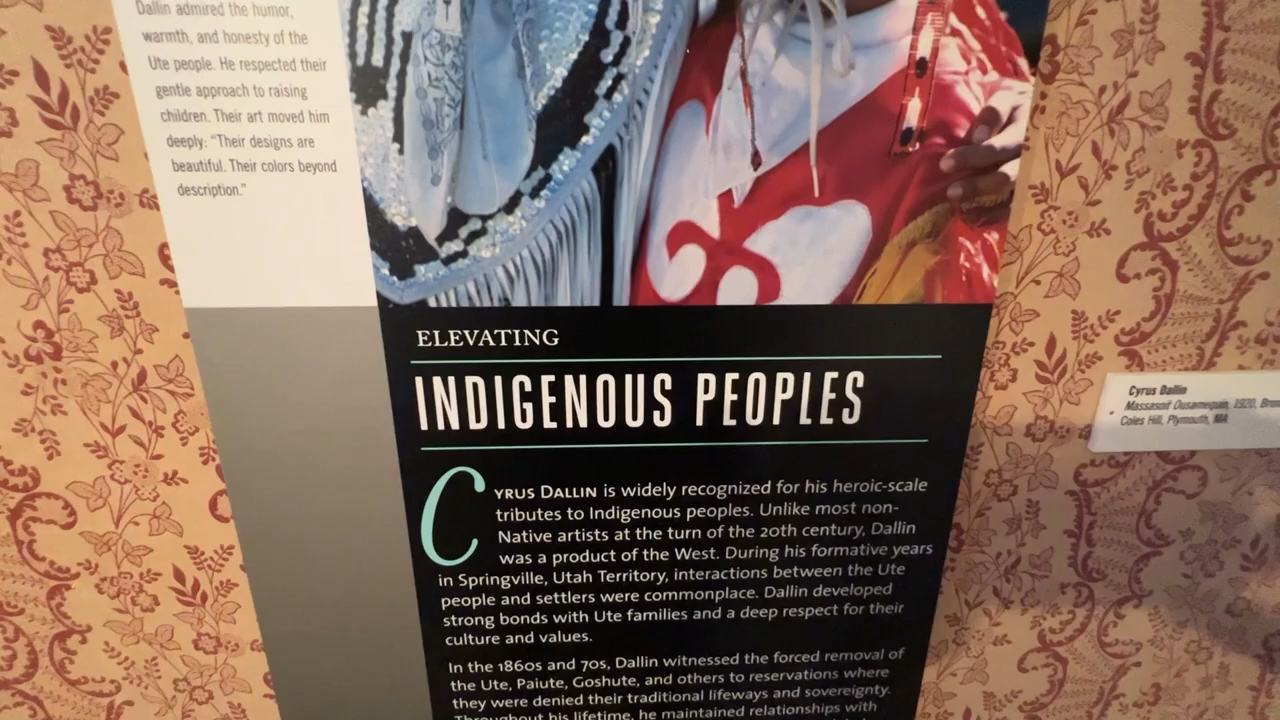 Dallin admired the humor,
warmth, and honesty of the
Ute people. He respected their
gentle approach to raising
children. Their art moved him
deeply: “Their designs are
beautiful. Their colors beyond
description.”
ELEVATING
INDIGENOUS PEOPLES
CYRUS DALLIN is widely recognized for his heroic-scale
tributes to Indigenous peoples. Unlike most non-
Native artists at the turn of the 20th century, Dallin
was a product of the West. During his formative years
in Springville, Utah Territory, interactions between the Ute
people and settlers were commonplace. Dallin developed
strong bonds with Ute families and a deep respect for their
culture and values.
In the 1860s and 70s, Dallin witnessed the forced removal of
the Ute, Paiute, Goshute, and others to reservations where
they were denied their traditional lifeways and sovereignty.
Throughout his lifetime, he maintained relationships with
Cyrus Dallin
Massasoit Ousamequin, 1920,
Coles Hill, Plymouth, MA